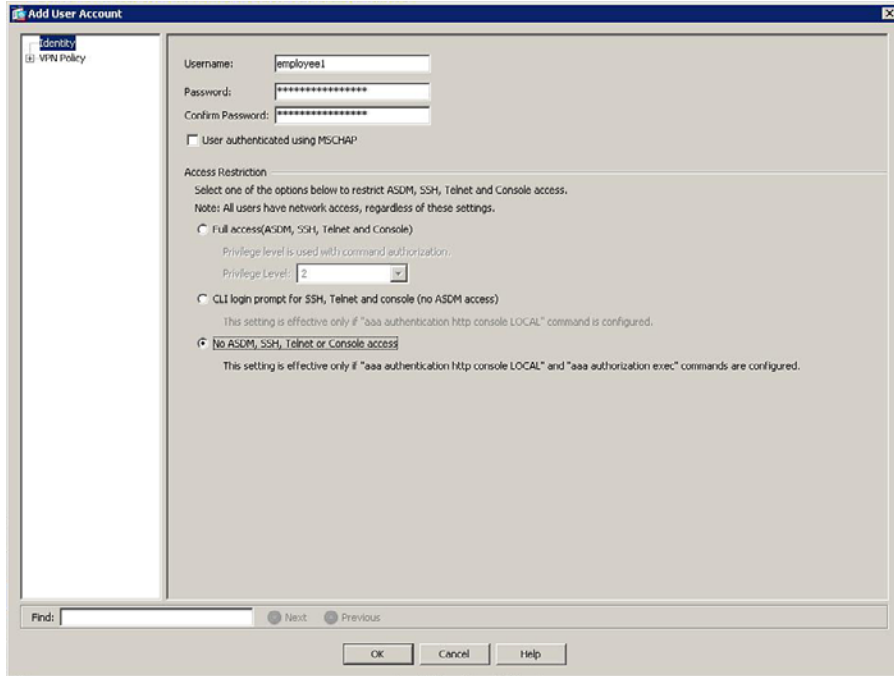 Add User Account
Identity
VPN Policy
Username: employee1
Password: ****************
Confirm Password: ****************
User authenticated using MSCHAP
Access Restriction
Select one of the options below to restrict ASDM, SSH, Telnet and Console access.
Note: All users have network access, regardless of these settings.
Full access(ASDM, SSH, Telnet and Console)
Privilege level is used with command authorization.
Privilege Level: 2
CLI login prompt for SSH, Telnet and console (no ASDM access)
This setting is effective only if "aaa authentication http console LOCAL" command is configured.
No ASDM, SSH, Telnet or Console access
This setting is effective only if "aaa authentication http console LOCAL" and "aaa authorization exec" commands are configured.
Find: Next Previous
OK Cancel Help